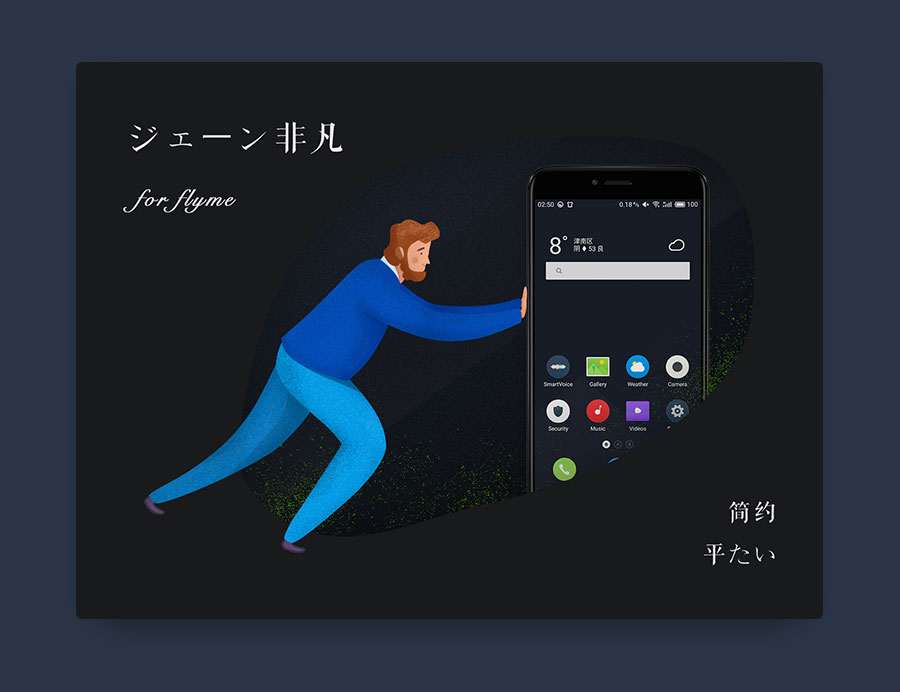 ジェーン非凡
for flyme
02:50
0.18 K/s
100
8°
津南区
阴 53 良
SmartVoice
Gallery
Weather
Camera
Security
Music
Videos
简约
平たい